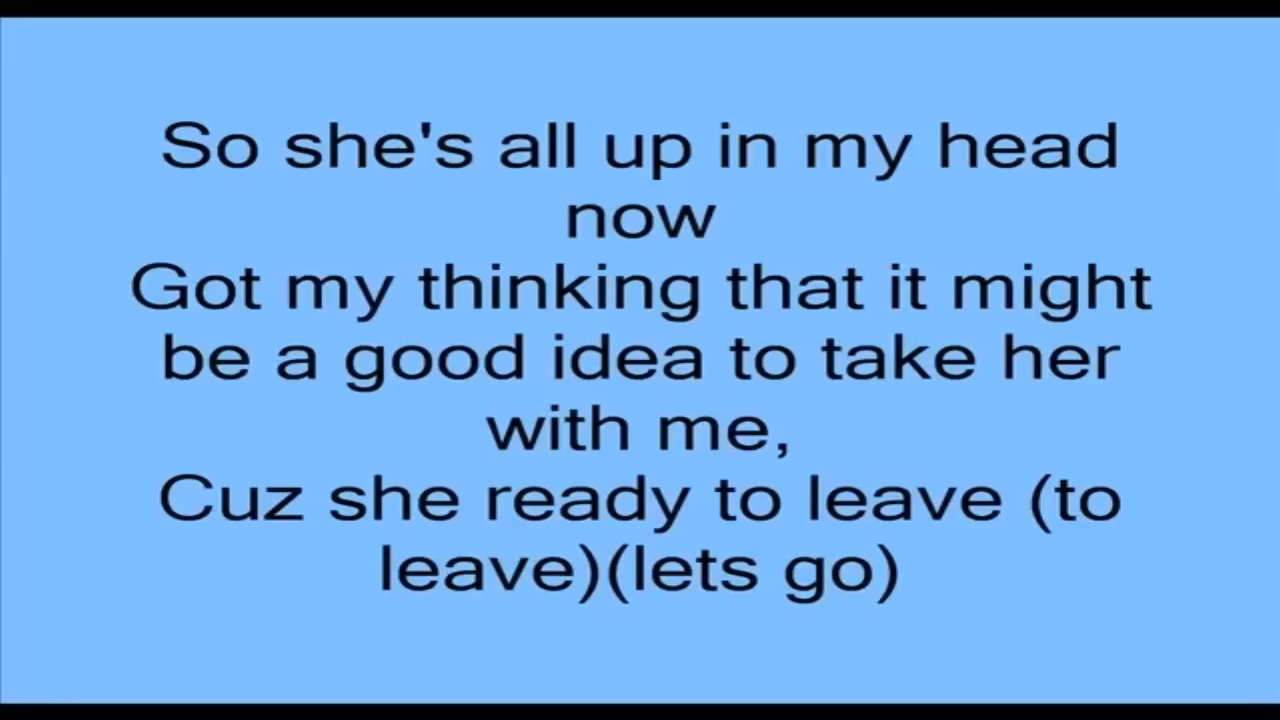 So she's all up in my head
now
Got my thinking that it might
be a good idea to take her
with me,
Cuz she ready to leave (to
leave)(lets go)